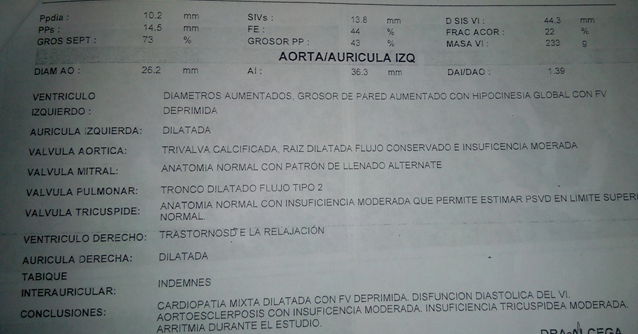 Ppdia : 10.2 mm SIVs : 13.8 mm D SIS VI : 44.3 mm
PPs : 14.5 mm FE : 44 % FRAC ACOR : 22 %
GROS SEPT : 73 % GROSOR PP : 43 % MASA VI : 233 g
AORTA/AURICULA IZQ
DIAM AO : 26.2 mm AI : 36.3 mm DAI/DAO : 1.39
VENTRICULO DIAMETROS AUMENTADOS, GROSOR DE PARED AUMENTADO CON HIPOCINESIA GLOBAL CON FV
IZQUIERDO : DEPRIMIDA
AURICULA IZQUIERDA: DILATADA
VALVULA AORTICA: TRIVALVA CALCIFICADA, RAIZ DILATADA FLUJO CONSERVADO E INSUFICENCIA MOERADA
VALVULA MITRAL: ANATOMIA NORMAL CON PATRÓN DE LLENADO ALTERNATE
VALVULA PULMONAR: TRONCO DILATADO FLUJO TIPO 2
VALVULA TRICUSPIDE: ANATOMIA NORMAL CON INSUFICIENCIA MODERADA QUE PERMITE ESTIMAR PSVD EN LIMITE SUPERI
NORMAL.
VENTRICULO DERECHO: TRASTORNOSD E LA RELAJACIÓN
AURICULA DERECHA: DILATADA
TABIQUE
INTERAURICULAR: INDEMNES
CONCLUSIONES: CARDIOPATIA MIXTA DILATADA CON FV DEPRIMIDA. DISFUNCION DIASTOLICA DEL VI.
AORTOESCLERPOSIS CON INSUFICENCIA MODERADA. INSUFICIENCIA TRICUSPIDEA MODERADA.
ARRITMIA DURANTE EL ESTUDIO.